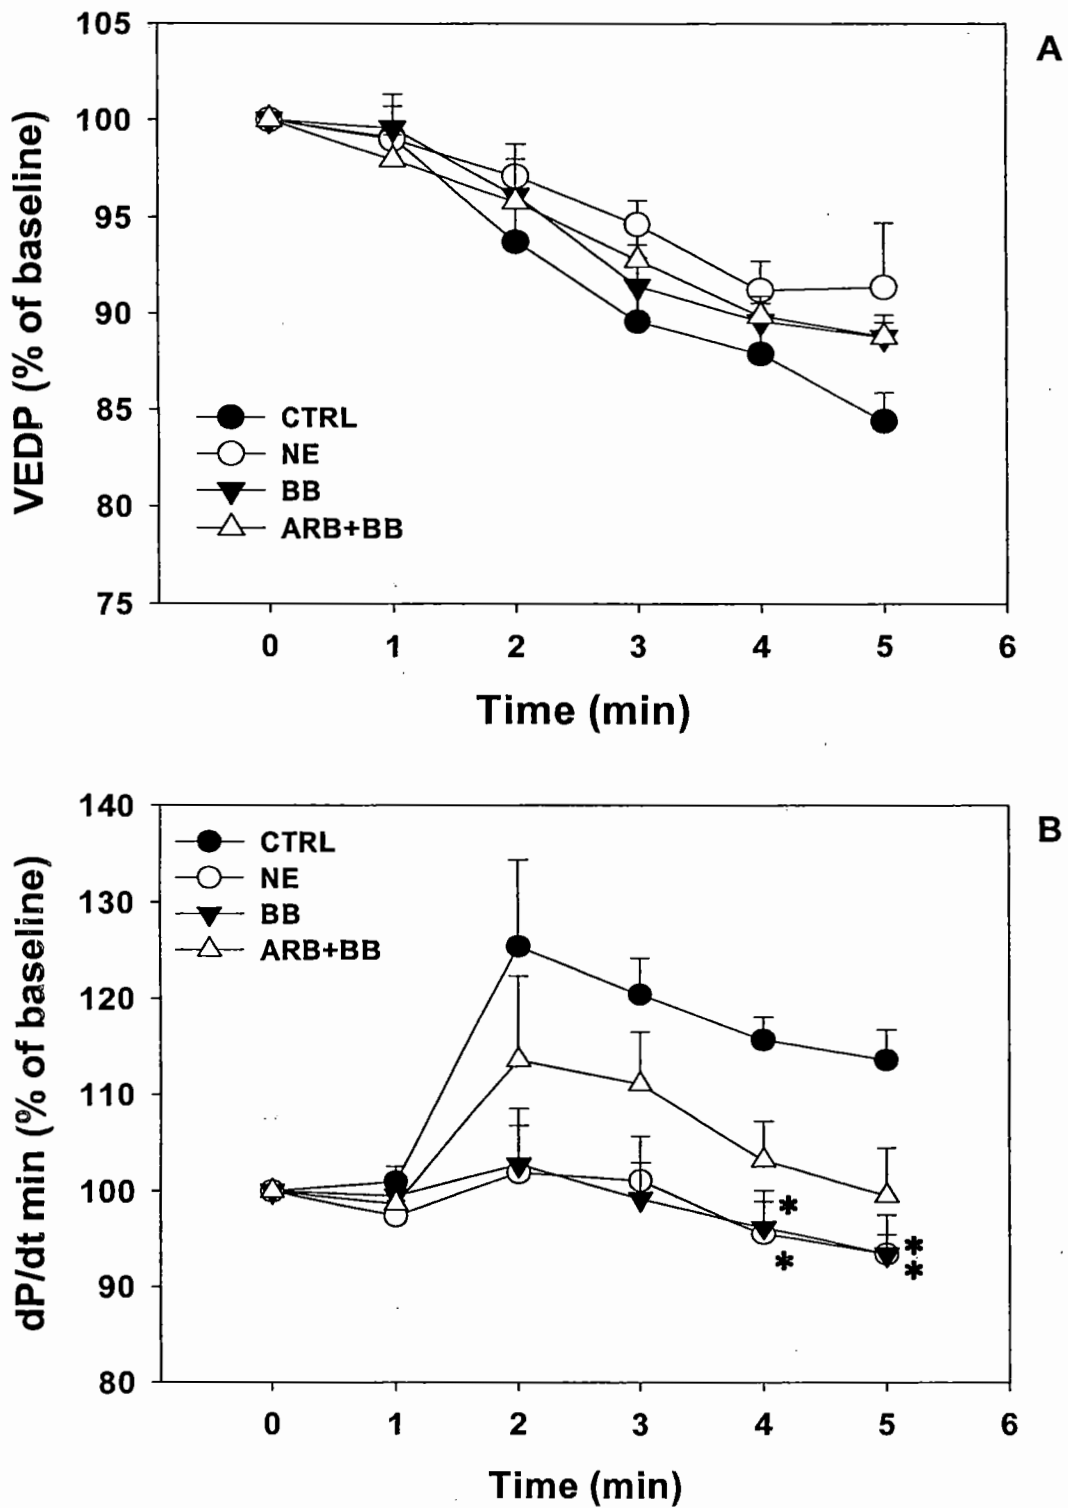 A
VEDP (% of baseline)
105
100
95
90
85
80
75
CTRL
NE
BB
ARB+BB
0 1 2 3 4 5 6
Time (min)
B
dP/dt min (% of baseline)
140
130
120
110
100
90
80
CTRL
NE
BB
ARB+BB
*
*
*
*
0 1 2 3 4 5 6
Time (min)